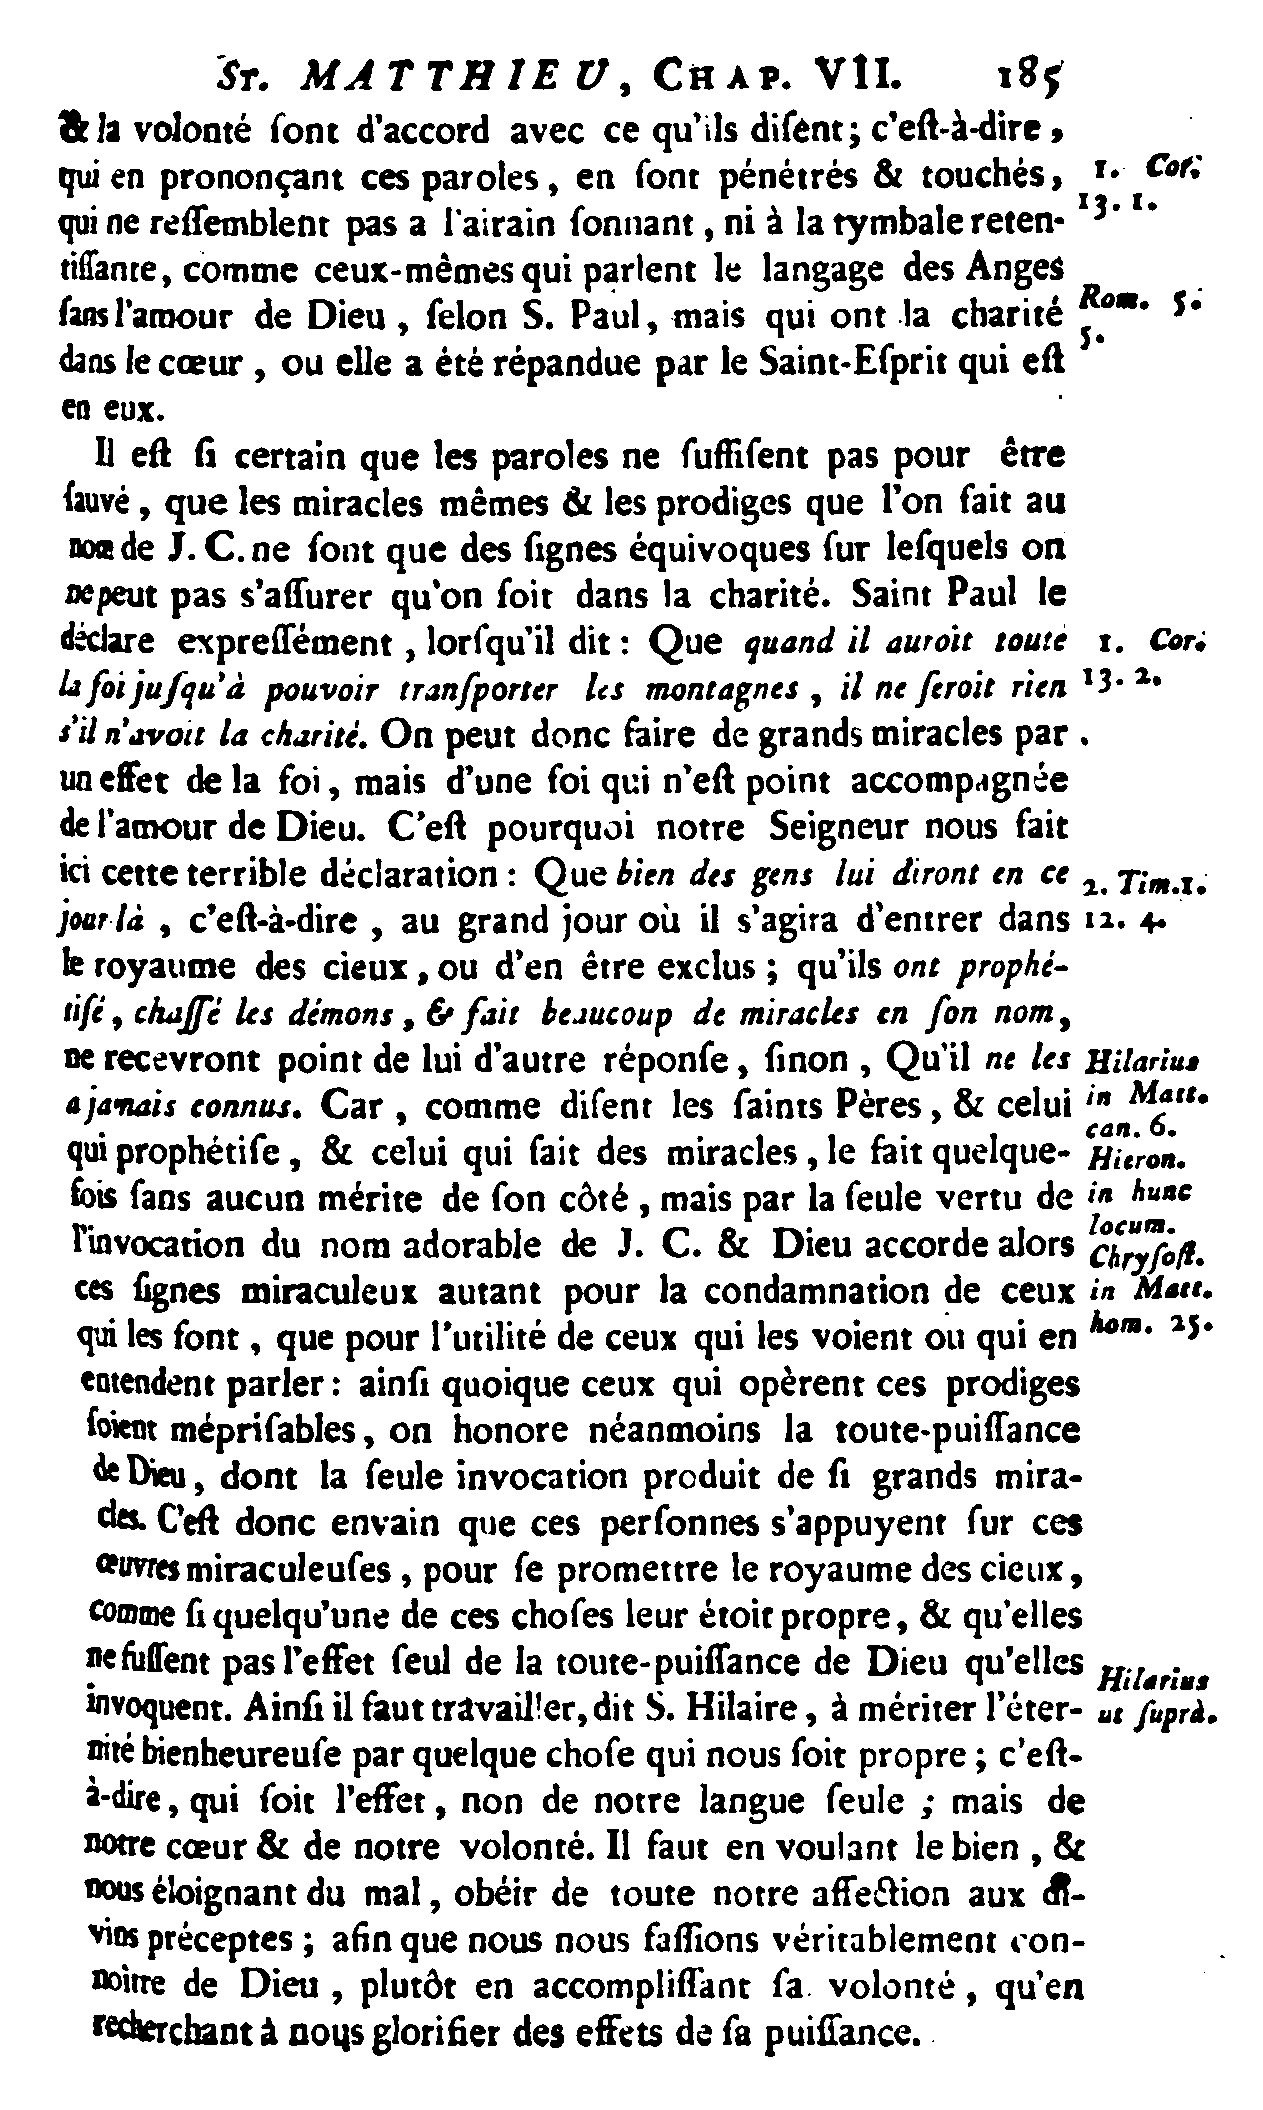 St. MATTHIEU, CHAP. VII. 185
& la volonté ſont d'accord avec ce qu'ils diſent; c'eſt-à-dire,
qui en prononçant ces paroles, en ſont pénétrés & touchés,
1. Cor.
13. 1.
qui ne reſſemblent pas a l'airain ſonnant, ni à la tymbale reten-
tiſſante, comme ceux-mêmes qui parlent le langage des Anges
ſans l'amour de Dieu, ſelon S. Paul, mais qui ont la charité
Rom. 5.
5.
dans le cœur, ou elle a été répandue par le Saint-Eſprit qui eſt
en eux.
Il eſt ſi certain que les paroles ne ſuffiſent pas pour être
ſauvé, que les miracles mêmes & les prodiges que l'on fait au
nom de J. C. ne ſont que des ſignes équivoques ſur leſquels on
ne peut pas s'aſſurer qu'on ſoit dans la charité. Saint Paul le
déclare expreſſément, lorſqu'il dit : Que quand il auroit toute
1. Cor.
13. 2.
la foi juſqu'à pouvoir tranſporter les montagnes, il ne ſeroit rien
s'il n'avoit la charité. On peut donc faire de grands miracles par
un effet de la foi, mais d'une foi qui n'eſt point accompagnée
de l'amour de Dieu. C'eſt pourquoi notre Seigneur nous fait
ici cette terrible déclaration : Que bien des gens lui diront en ce
2. Tim. 1.
12. 4.
jour-là, c'eſt-à-dire, au grand jour où il s'agira d'entrer dans
le royaume des cieux, ou d'en être exclus ; qu'ils ont prophé-
tiſé, chaſſé les démons, & fait beaucoup de miracles en ſon nom,
ne recevront point de lui d'autre réponſe, ſinon, Qu'il ne les
a jamais connus. Car, comme diſent les ſaints Pères, & celui
qui prophétiſe, & celui qui fait des miracles, le fait quelque-
fois ſans aucun mérite de ſon côté, mais par la ſeule vertu de
l'invocation du nom adorable de J. C. & Dieu accorde alors
ces ſignes miraculeux autant pour la condamnation de ceux
qui les font, que pour l'utilité de ceux qui les voient ou qui en
Hilarius
in Matt.
can. 6.
Hieron.
in hunc
locum.
Chryſoſt.
in Matt.
hom. 25.
entendent parler : ainſi quoique ceux qui opèrent ces prodiges
ſoient mépriſables, on honore néanmoins la toute-puiſſance
de Dieu, dont la ſeule invocation produit de ſi grands mira-
cles. C'eſt donc envain que ces perſonnes s'appuyent ſur ces
œuvres miraculeuſes, pour ſe promettre le royaume des cieux,
comme ſi quelqu'une de ces choſes leur étoit propre, & qu'elles
ne fuſſent pas l'effet ſeul de la toute-puiſſance de Dieu qu'elles
invoquent. Ainſi il faut travailler, dit S. Hilaire, à mériter l'éter-
Hilarius
ut ſuprà.
nité bienheureuſe par quelque choſe qui nous ſoit propre ; c'eſt-
à-dire, qui ſoit l'effet, non de notre langue ſeule ; mais de
notre cœur & de notre volonté. Il faut en voulant le bien, &
nous éloignant du mal, obéir de toute notre affection aux di-
vins préceptes ; afin que nous nous faſſions véritablement con-
noître de Dieu, plutôt en accompliſſant ſa volonté, qu'en
recherchant à nous glorifier des effets de ſa puiſſance.